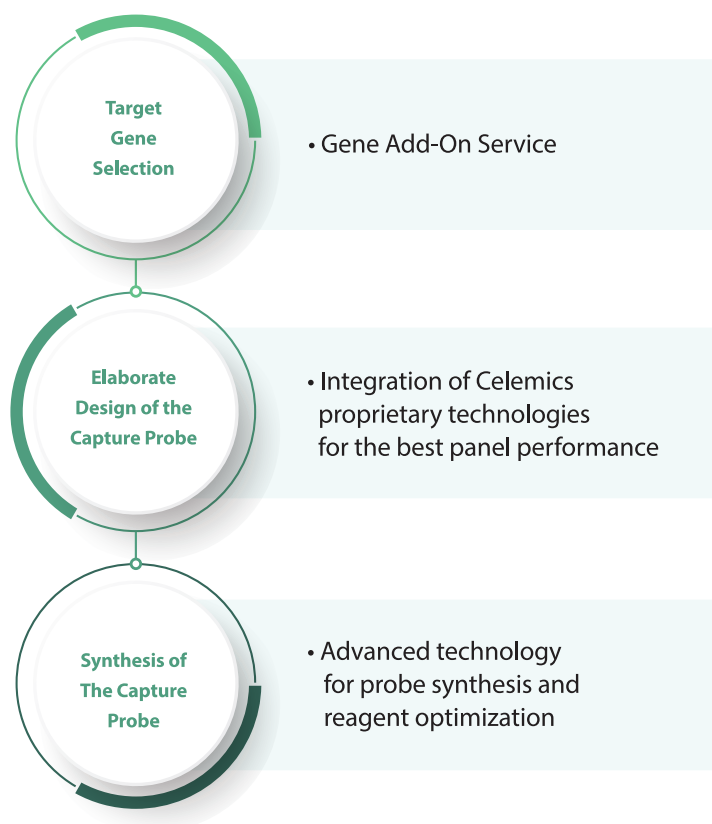 Target
Gene
Selection
• Gene Add-On Service
Elaborate
Design of the
Capture Probe
• Integration of Celemics
proprietary technologies
for the best panel performance
Synthesis of
The Capture
Probe
• Advanced technology
for probe synthesis and
reagent optimization